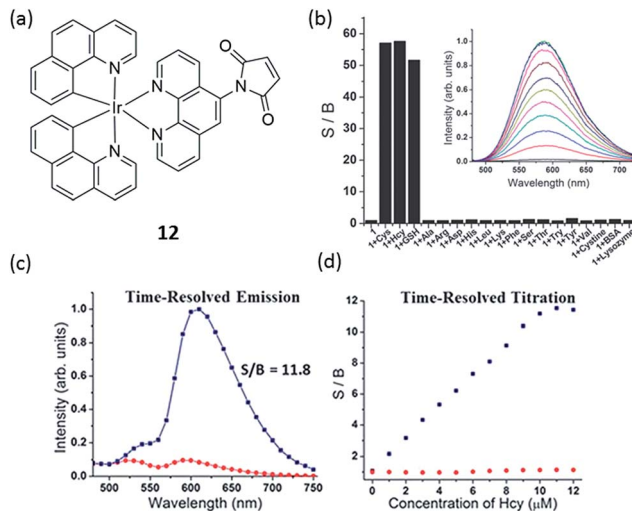 (a)
N
N
N
N
Ir
N
O
O
12
(b)
S / B
60
50
40
30
20
10
0
1
1+Cys
1+Hcy
1+GSH
1+Ala
1+Arg
1+Asp
1+His
1+Leu
1+Lys
1+Phe
1+Ser
1+Thr
1+Try
1+Tyr
1+Val
1+Cystine
1+BSA
1+Lysozyme
Intensity (arb. units)
1.0
0.8
0.6
0.4
0.2
0.0
500 550 600 650 700
Wavelength (nm)
(c)
Time-Resolved Emission
Intensity (arb. units)
1.0
0.8
0.6
0.4
0.2
0.0
S/B = 11.8
500 550 600 650 700 750
Wavelength (nm)
(d)
Time-Resolved Titration
S / B
12
10
8
6
4
2
0
0 2 4 6 8 10 12
Concentration of Hcy (μM)